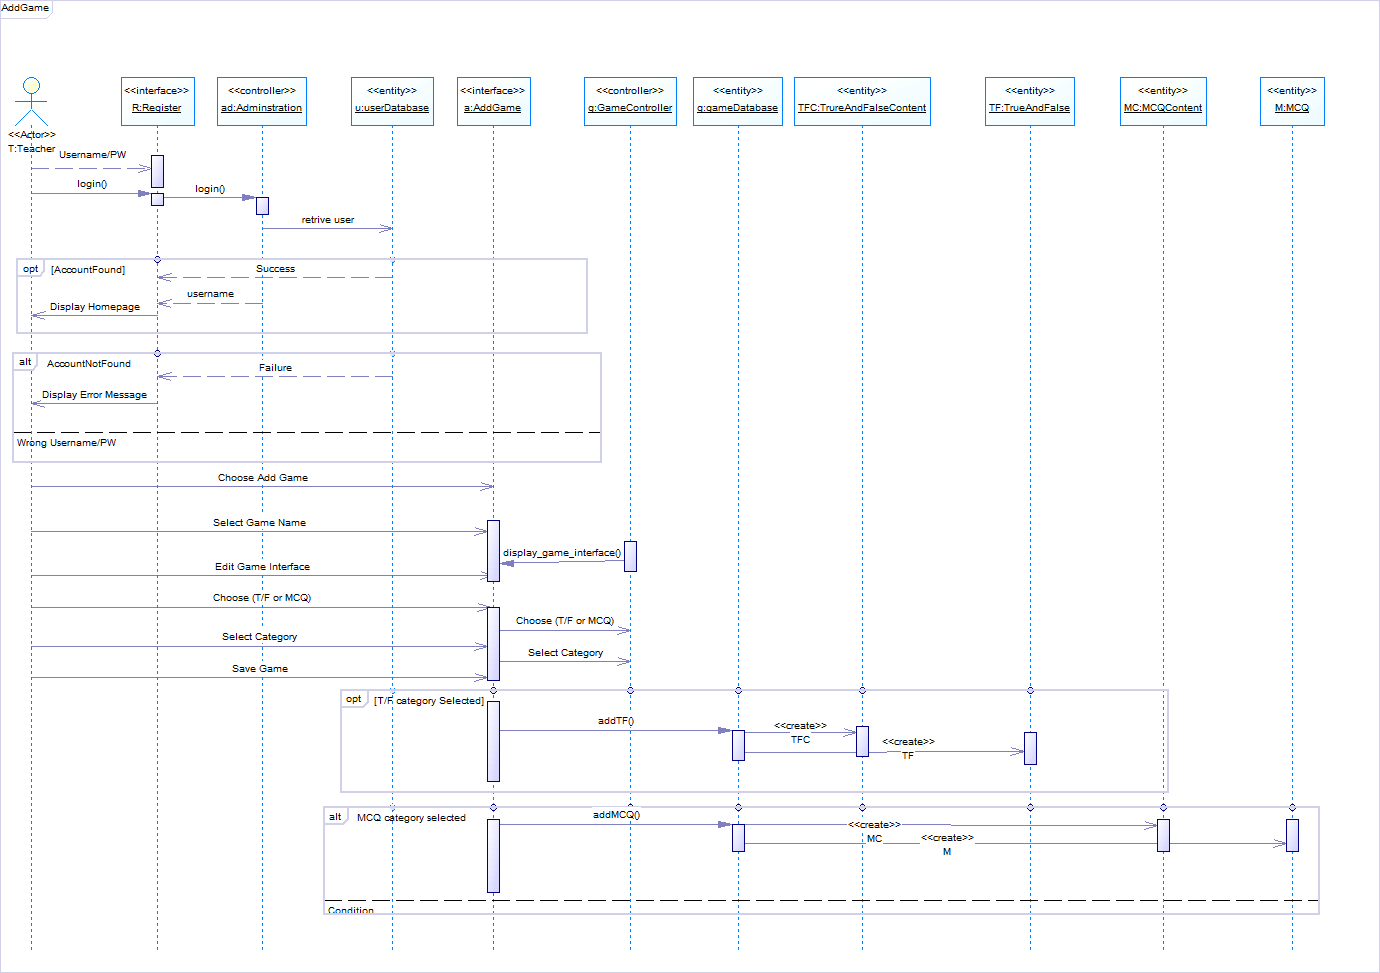 AddGame
<<Actor>>
T:Teacher
<<interface>>
R:Register
<<controller>>
ad:Adminstration
<<entity>>
u:userDatabase
<<interface>>
a:AddGame
<<controller>>
g:GameController
<<entity>>
g:gameDatabase
<<entity>>
TFC:TrureAndFalseContent
<<entity>>
TF:TrueAndFalse
<<entity>>
MC:MCQContent
<<entity>>
M:MCQ
Username/PW
login()
login()
retrive user
opt
[AccountFound]
Success
username
Display Homepage
alt
AccountNotFound
Failure
Display Error Message
Wrong Username/PW
Choose Add Game
Select Game Name
display_game_interface()
Edit Game Interface
Choose (T/F or MCQ)
Choose (T/F or MCQ)
Select Category
Select Category
Save Game
opt
[T/F category Selected]
addTF()
<<create>>
TFC
<<create>>
TF
alt
MCQ category selected
addMCQ()
<<create>>
MC
<<create>>
M
Condition